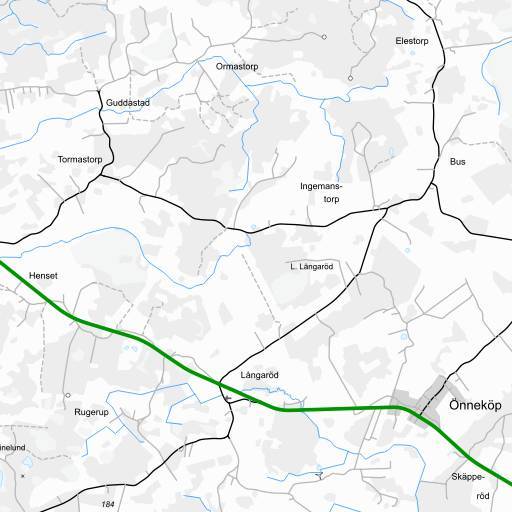 Elestorp
Ormastorp
Guddastad
Tormastorp
Bus
Ingemans-
torp
L. Långaröd
Henset
Långaröd
Önneköp
Rugerup
Skäppe-
röd
184